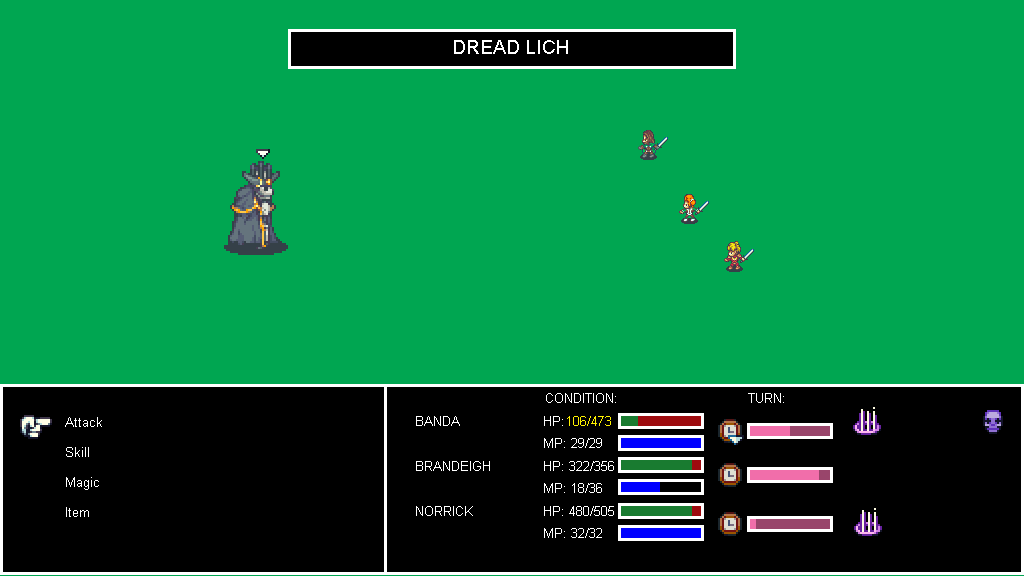 DREAD LICH
CONDITION: TURN:
Attack
Skill
Magic
Item
BANDA HP:106/473
MP: 29/29
BRANDEIGH HP: 322/356
MP: 18/36
NORRICK HP: 480/505
MP: 32/32